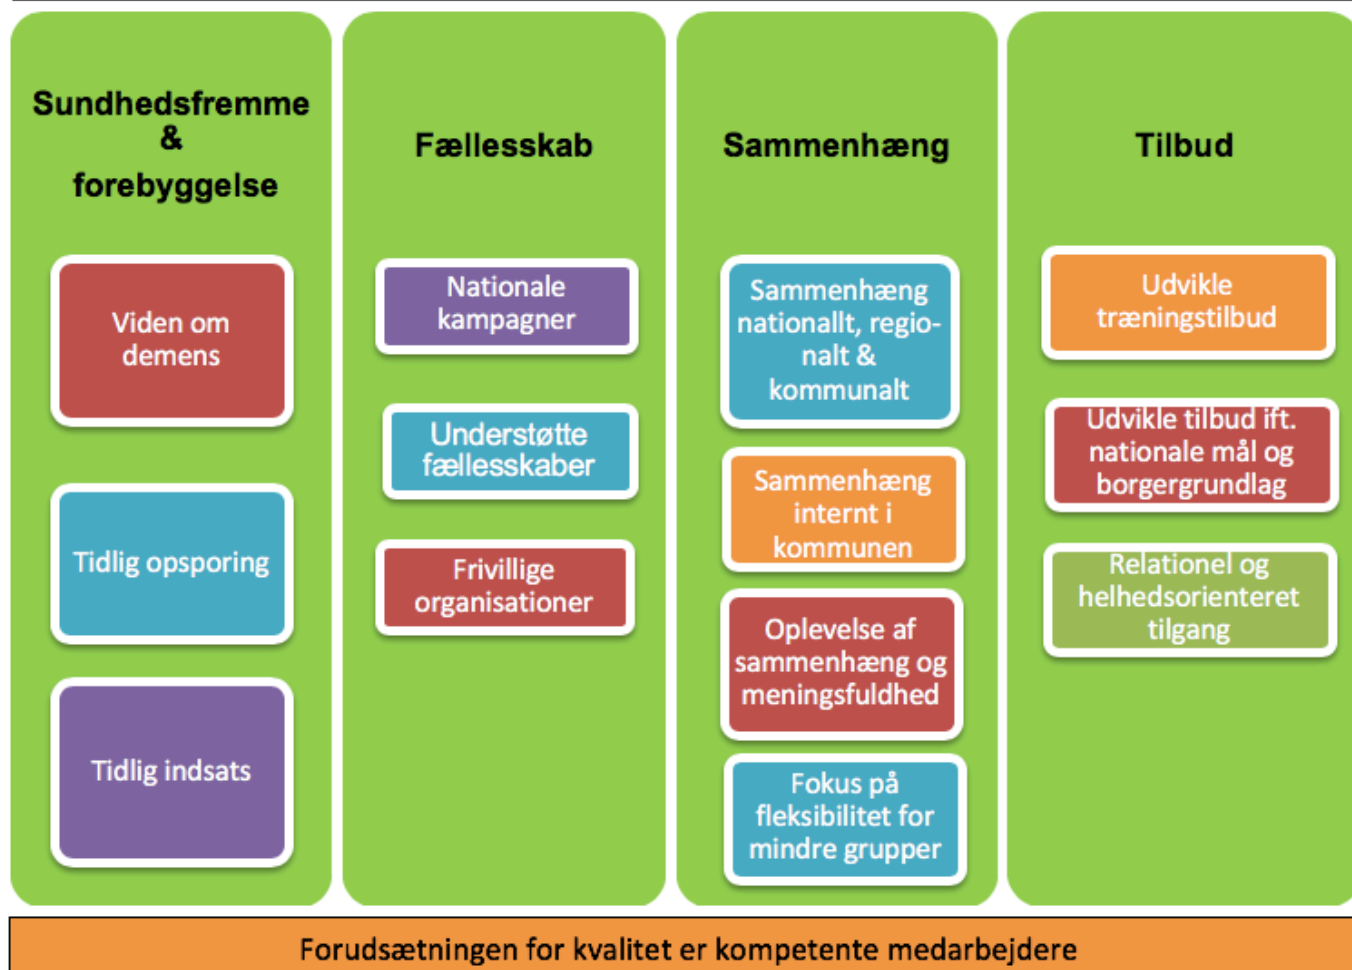 Sundhedsfremme
&
forebyggelse
Viden om
demens
Tidlig opsporing
Tidlig indsats
Fællesskab
Nationale
kampagner
Understøtte
fællesskaber
Frivillige
organisationer
Sammenhæng
Sammenhæng
nationallt, regio-
nalt &
kommunalt
Sammenhæng
internt i
kommunen
Oplevelse af
sammenhæng og
meningsfuldhed
Fokus på
fleksibilitet for
mindre grupper
Tilbud
Udvikle
træningstilbud
Udvikle tilbud ift.
nationale mål og
borgergrundlag
Relationel og
helhedsorienteret
tilgang
Forudsætningen for kvalitet er kompetente medarbejdere